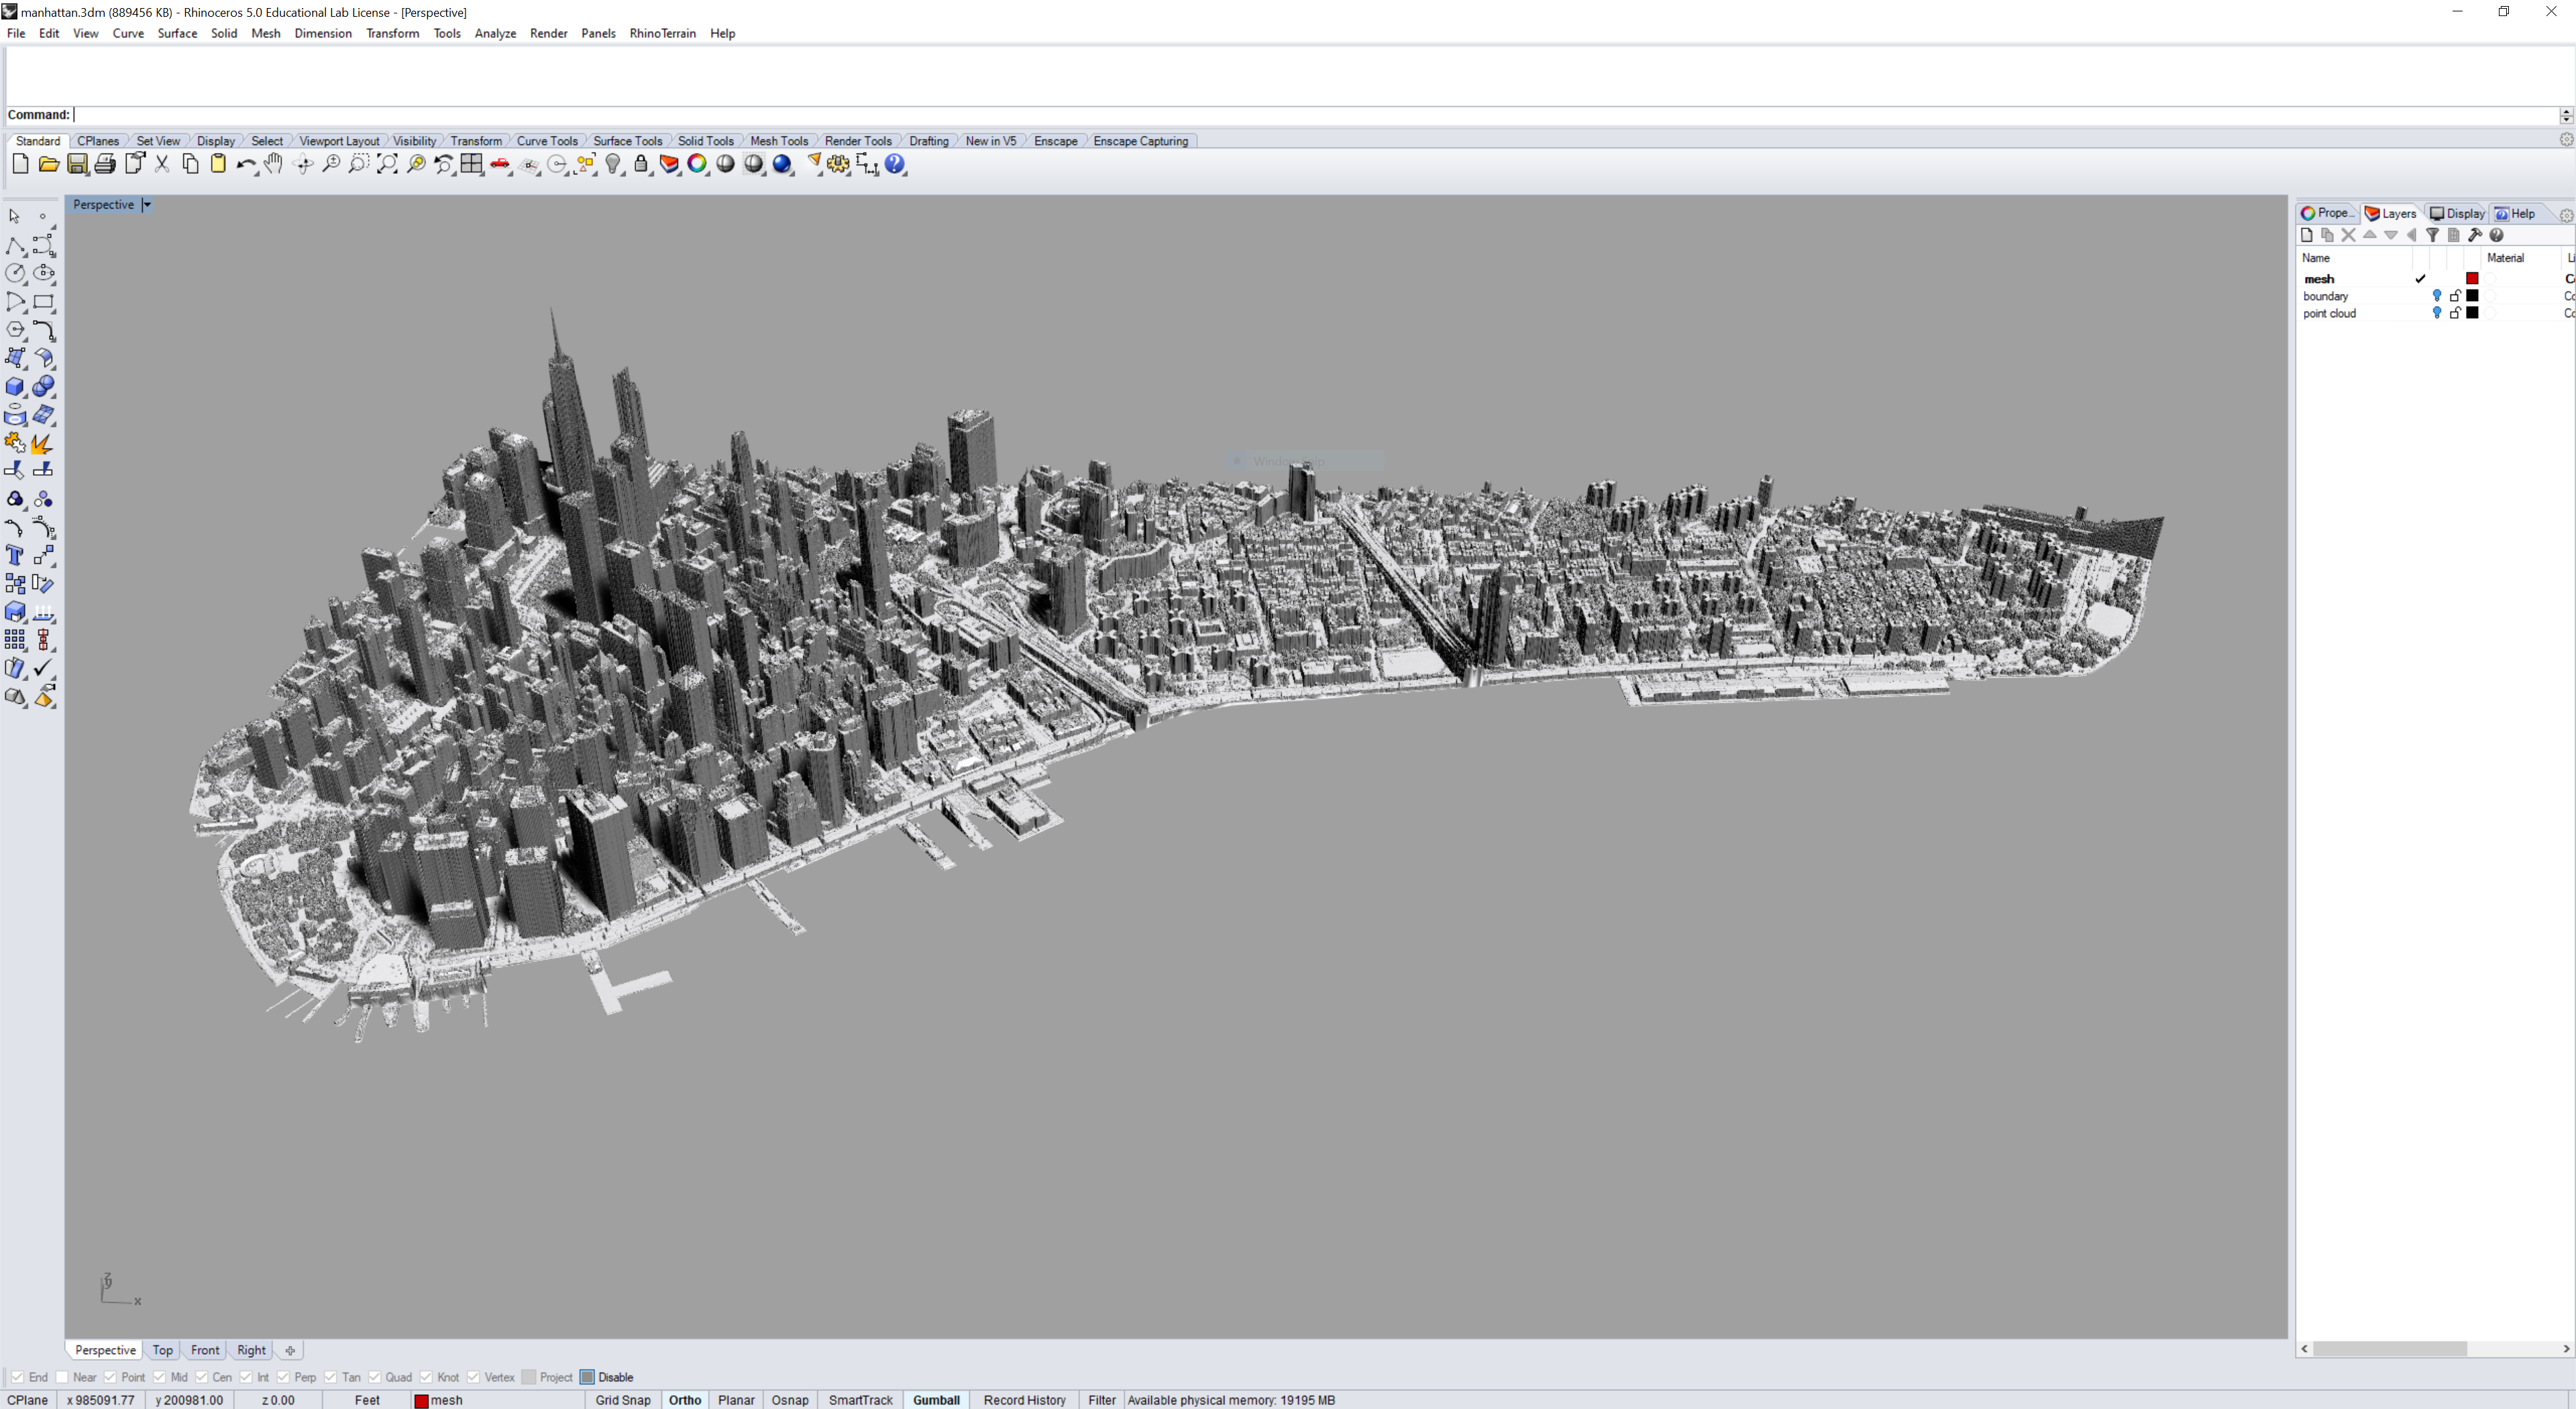 manhattan.3dm (889456 KB) - Rhinoceros 5.0 Educational Lab License - [Perspective]
File Edit View Curve Surface Solid Mesh Dimension Transform Tools Analyze Render Panels RhinoTerrain Help
Command:
Standard CPlanes Set View Display Select Viewport Layout Visibility Transform Curve Tools Surface Tools Solid Tools Mesh Tools Render Tools Drafting New in V5 Enscape Enscape Capturing
Perspective
Prope... Layers Display Help
Name Material Li
mesh
boundary
point cloud
z
y
x
Perspective Top Front Right
End Near Point Mid Cen Int Perp Tan Quad Knot Vertex Project Disable
CPlane x 985091.77 y 200981.00 z 0.00 Feet mesh Grid Snap Ortho Planar Osnap SmartTrack Gumball Record History Filter Available physical memory: 19195 MB